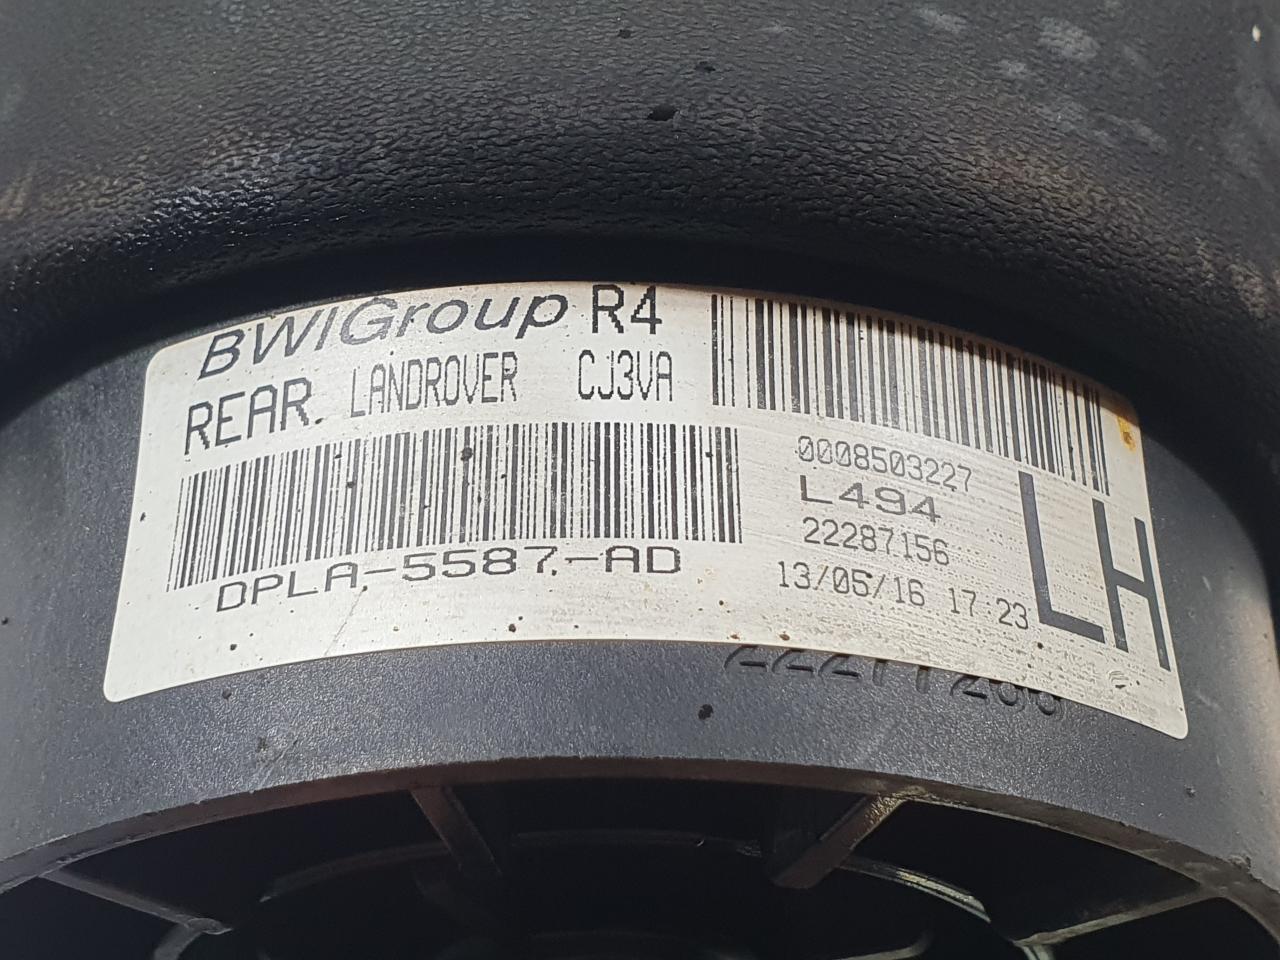 BWIGroup R4
REAR LANDROVER CJ3VA
DPLA-5587-AD
0008503227
L494
22287156
13/05/16 17:23
LH